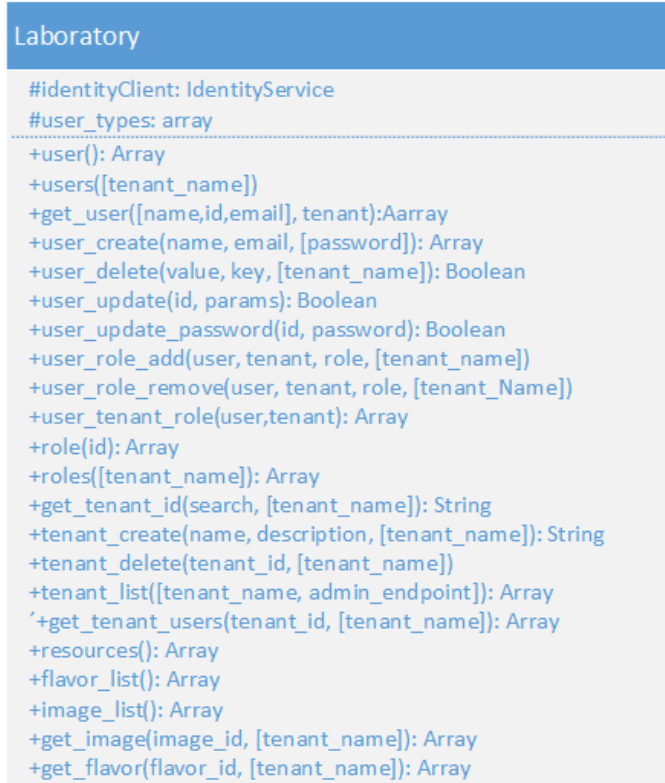 Laboratory
#identityClient: IdentityService
#user_types: array
+user(): Array
+users([tenant_name])
+get_user([name,id,email], tenant):Aarray
+user_create(name, email, [password]): Array
+user_delete(value, key, [tenant_name]): Boolean
+user_update(id, params): Boolean
+user_update_password(id, password): Boolean
+user_role_add(user, tenant, role, [tenant_name])
+user_role_remove(user, tenant, role, [tenant_Name])
+user_tenant_role(user,tenant): Array
+role(id): Array
+roles([tenant_name]): Array
+get_tenant_id(search, [tenant_name]): String
+tenant_create(name, description, [tenant_name]): String
+tenant_delete(tenant_id, [tenant_name])
+tenant_list([tenant_name, admin_endpoint]): Array
´+get_tenant_users(tenant_id, [tenant_name]): Array
+resources(): Array
+flavor_list(): Array
+image_list(): Array
+get_image(image_id, [tenant_name]): Array
+get_flavor(flavor_id, [tenant_name]): Array